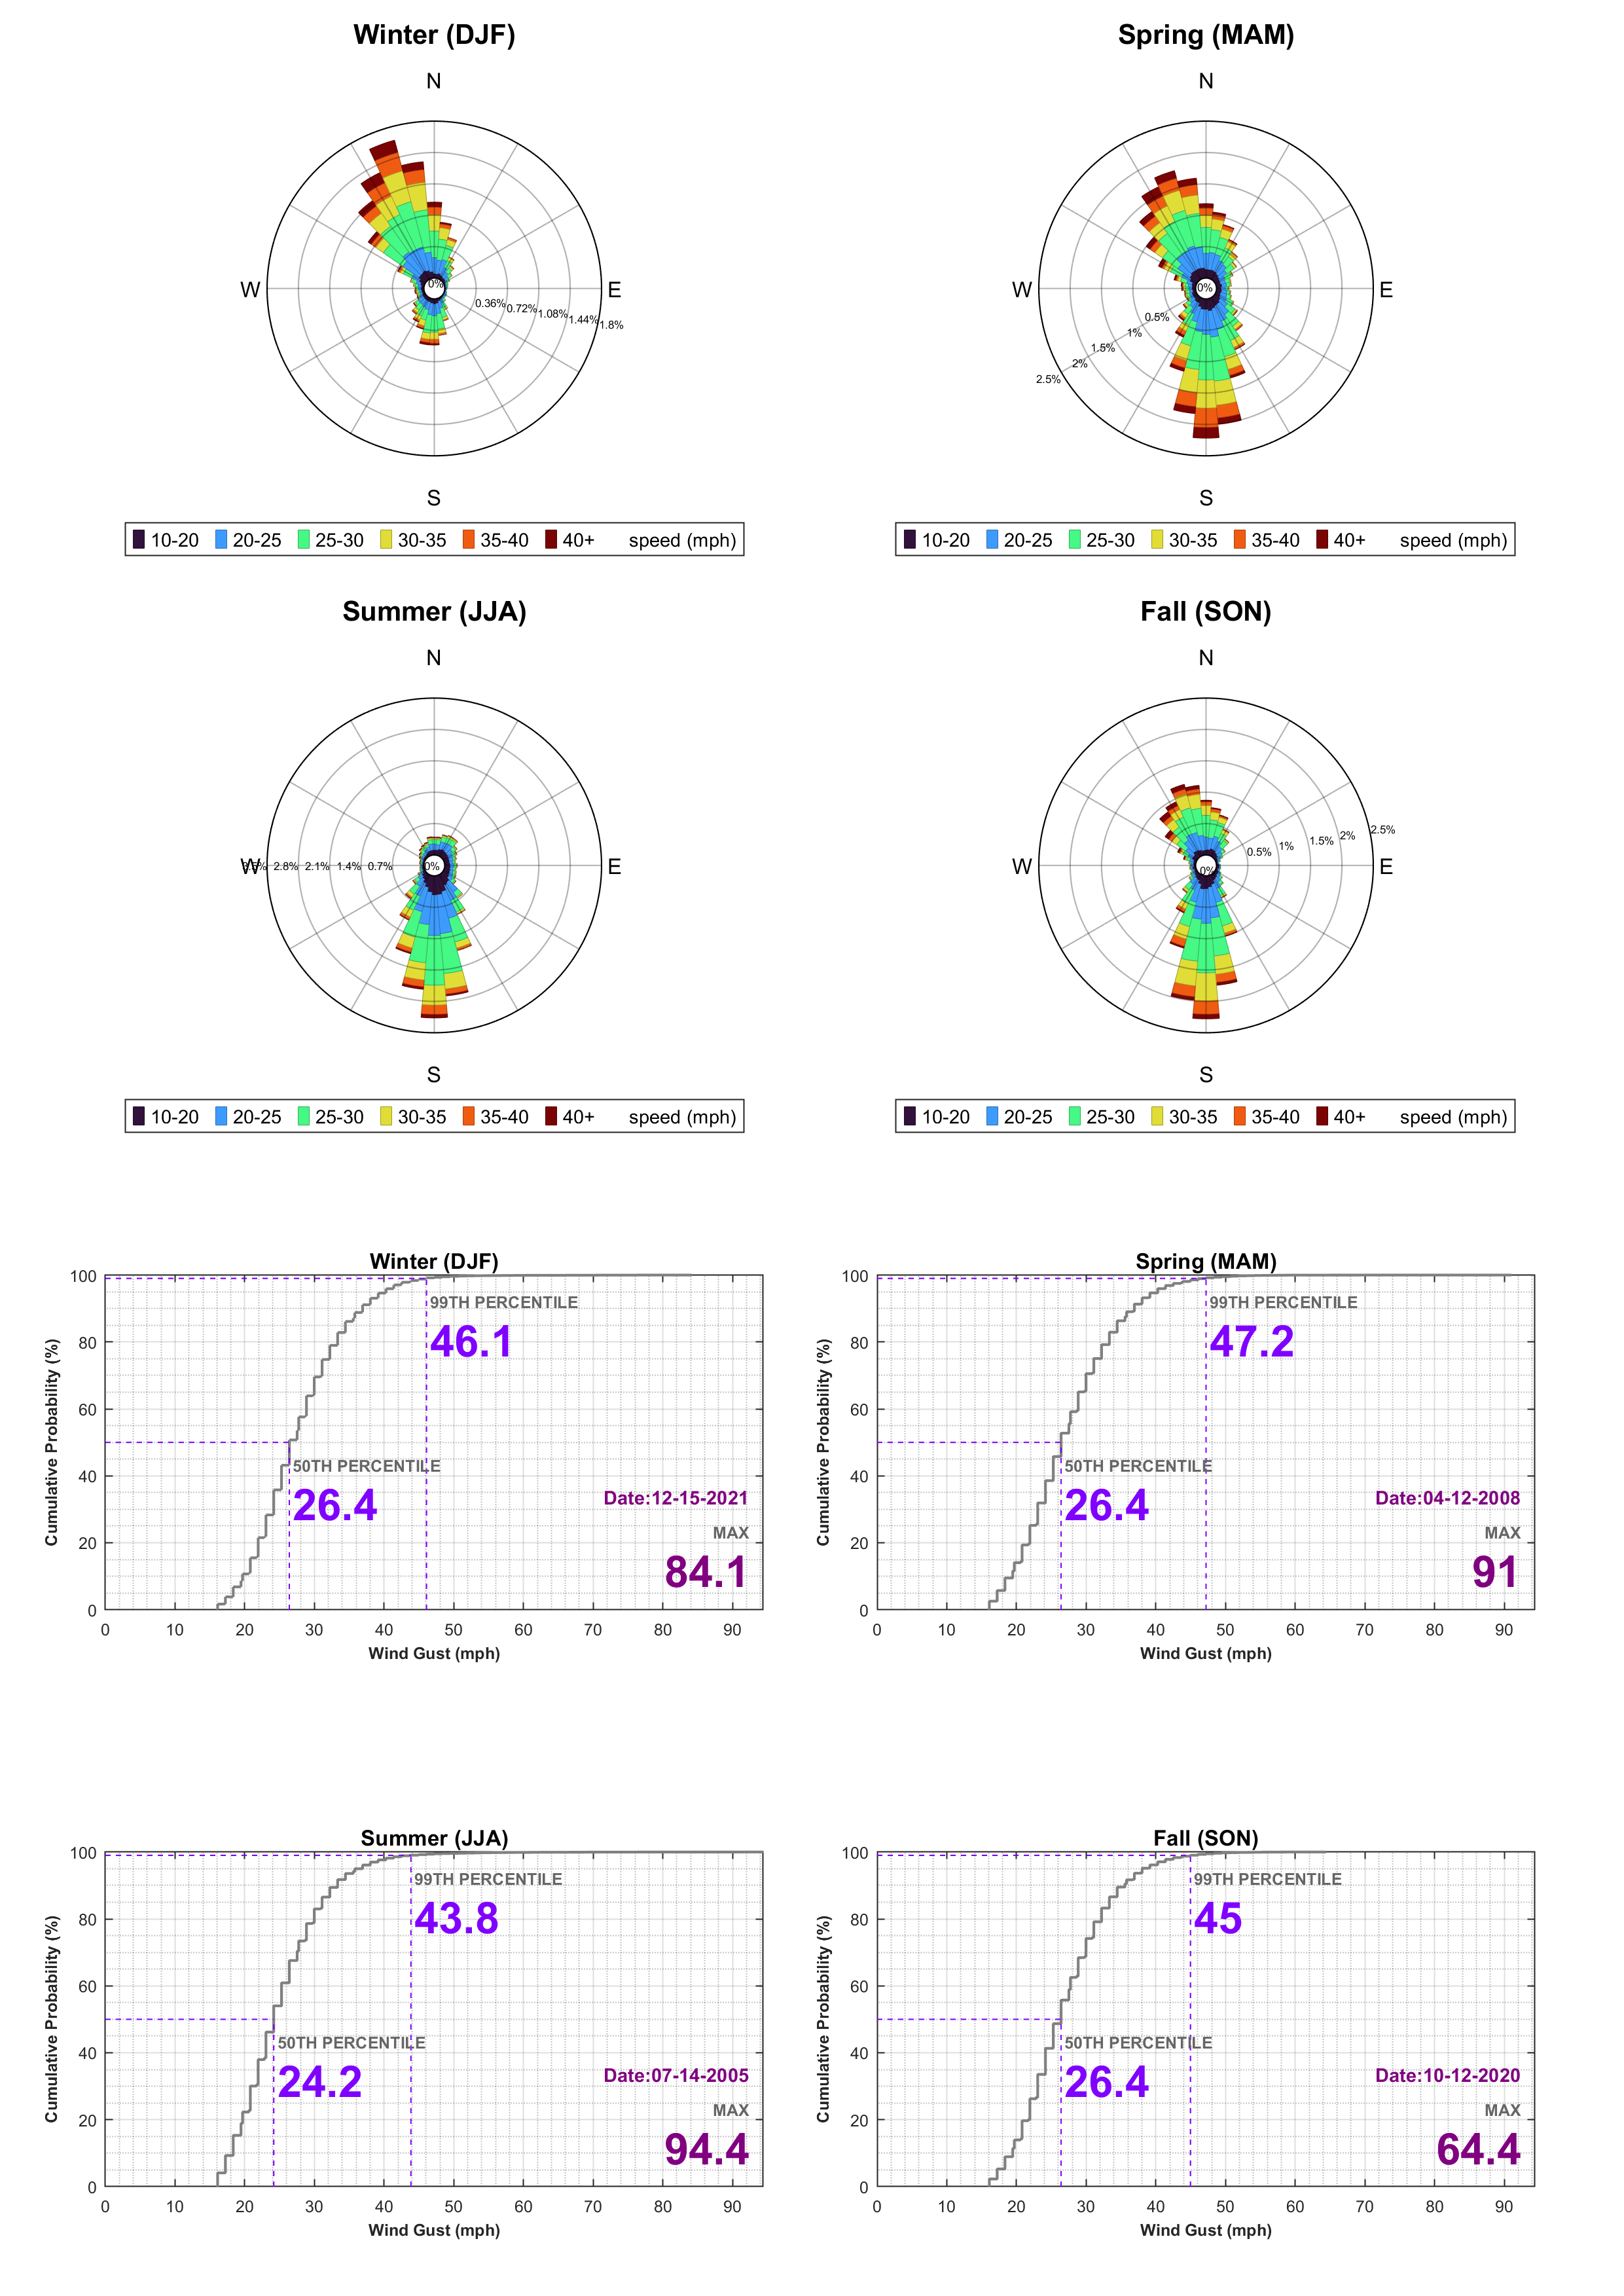 Winter (DJF)
N
W
E
0%
0.36%
0.72%
1.08%
1.44%
1.8%
S
10-20 20-25 25-30 30-35 35-40 40+ speed (mph)
Spring (MAM)
N
W
E
0%
0.5%
1%
1.5%
2%
2.5%
S
10-20 20-25 25-30 30-35 35-40 40+ speed (mph)
Summer (JJA)
N
W
E
3.5% 2.8% 2.1% 1.4% 0.7% 0%
S
10-20 20-25 25-30 30-35 35-40 40+ speed (mph)
Fall (SON)
N
W
E
0%
0.5%
1%
1.5%
2%
2.5%
S
10-20 20-25 25-30 30-35 35-40 40+ speed (mph)
Winter (DJF)
Cumulative Probability (%)
100
80
60
40
20
0
99TH PERCENTILE
46.1
50TH PERCENTILE
26.4
Date:12-15-2021
MAX
84.1
0 10 20 30 40 50 60 70 80 90
Wind Gust (mph)
Spring (MAM)
Cumulative Probability (%)
100
80
60
40
20
0
99TH PERCENTILE
47.2
50TH PERCENTILE
26.4
Date:04-12-2008
MAX
91
0 10 20 30 40 50 60 70 80 90
Wind Gust (mph)
Summer (JJA)
Cumulative Probability (%)
100
80
60
40
20
0
99TH PERCENTILE
43.8
50TH PERCENTILE
24.2
Date:07-14-2005
MAX
94.4
0 10 20 30 40 50 60 70 80 90
Wind Gust (mph)
Fall (SON)
Cumulative Probability (%)
100
80
60
40
20
0
99TH PERCENTILE
45
50TH PERCENTILE
26.4
Date:10-12-2020
MAX
64.4
0 10 20 30 40 50 60 70 80 90
Wind Gust (mph)